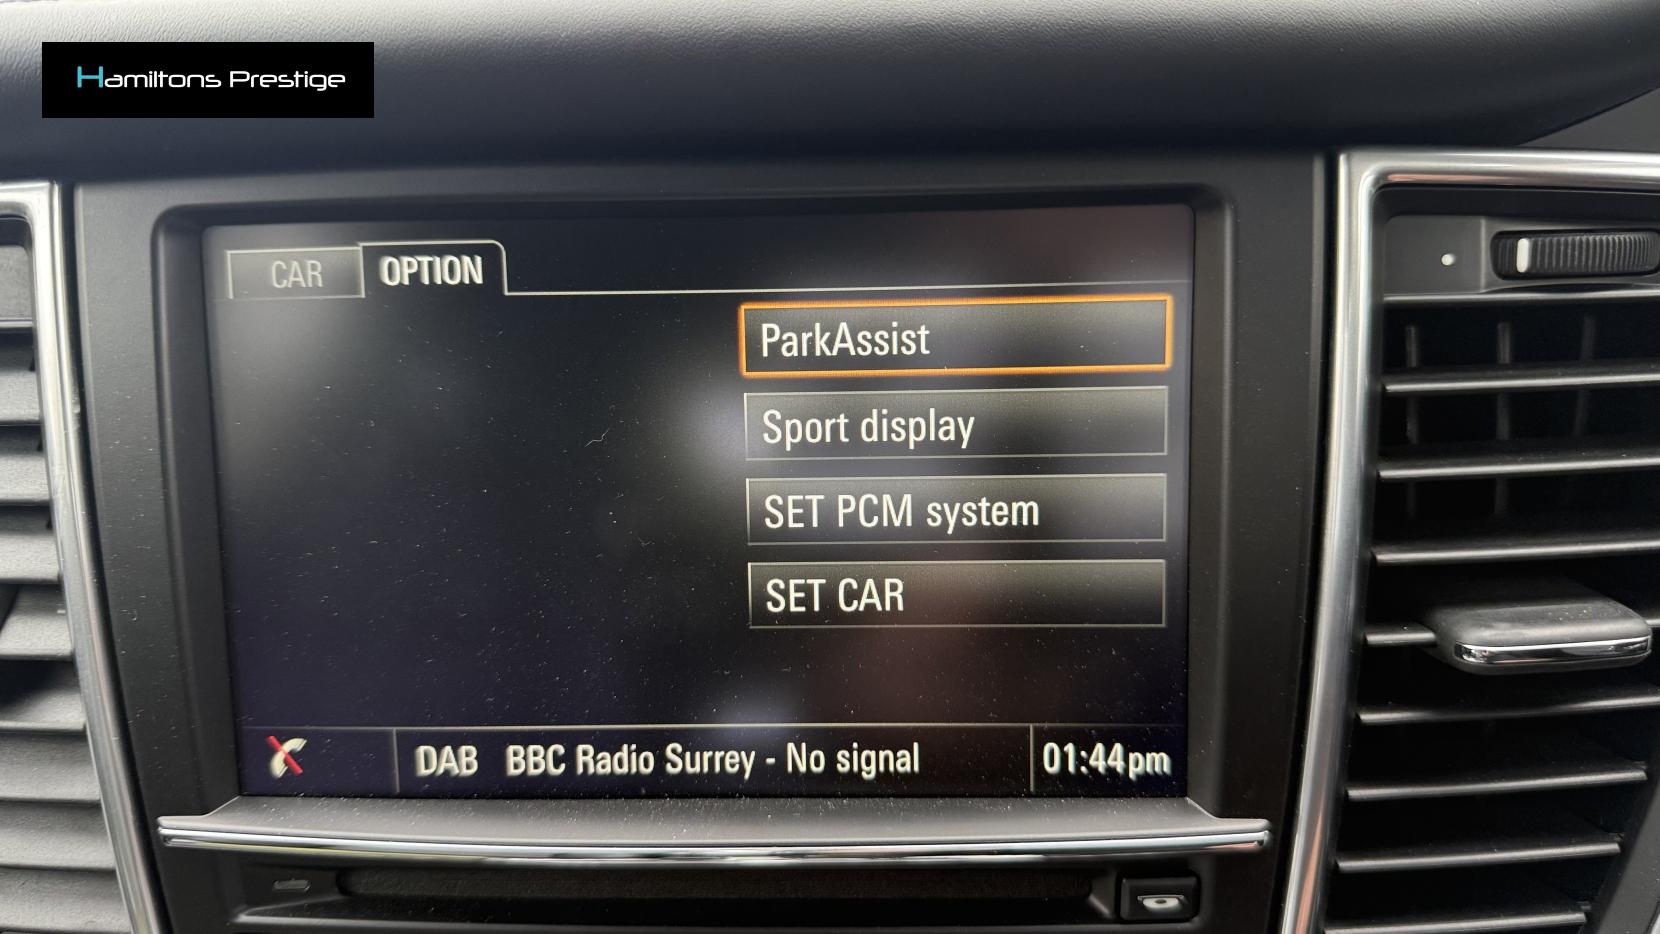 Hamiltons Prestige
CAR OPTION
ParkAssist
Sport display
SET PCM system
SET CAR
DAB BBC Radio Surrey - No signal 01:44pm